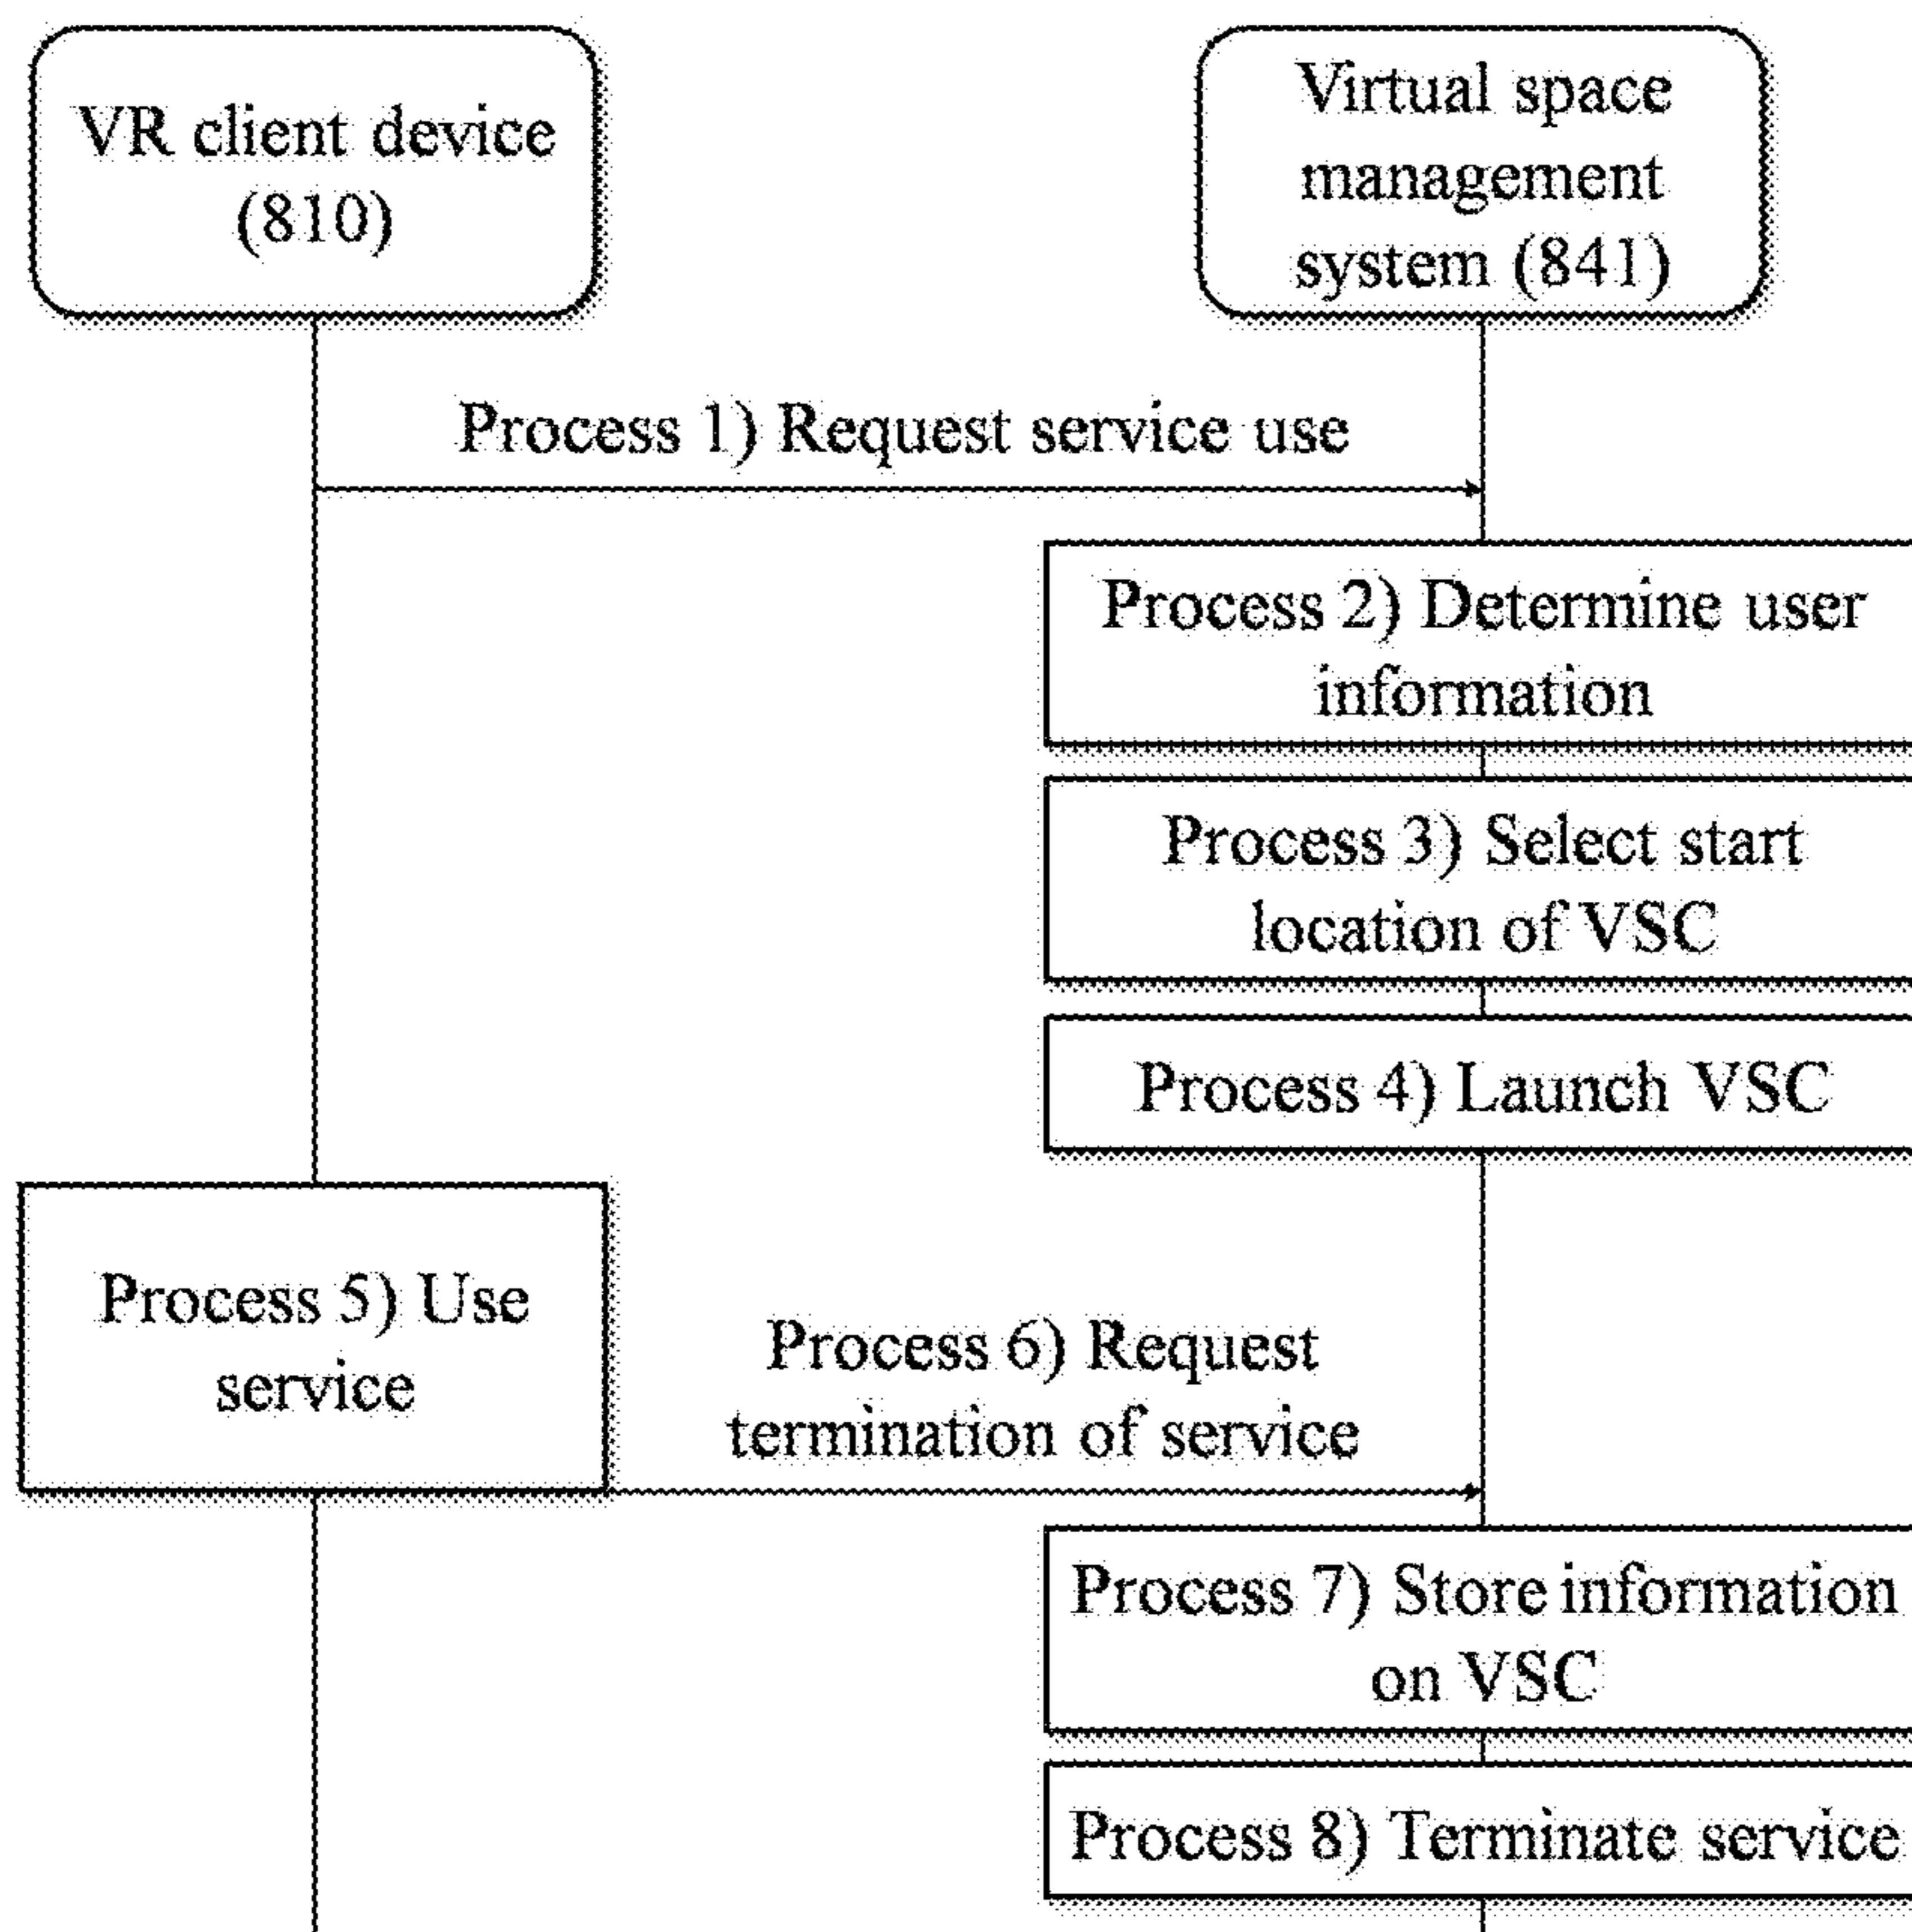 VR client device
(810)
Virtual space
management
system (841)
Process 1) Request service use
Process 2) Determine user
information
Process 3) Select start
location of VSC
Process 4) Launch VSC
Process 5) Use
service
Process 6) Request
termination of service
Process 7) Store information
on VSC
Process 8) Terminate service